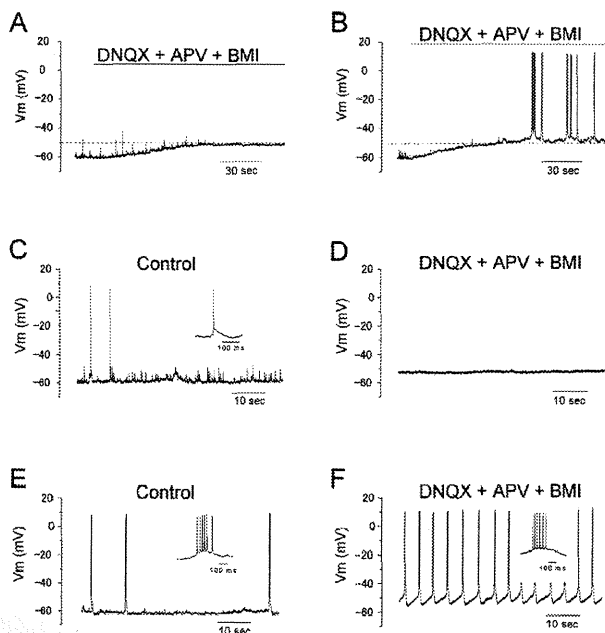 A
DNQX + APV + BMI
Vm (mV)
20
0
-20
-40
-60
30 sec
B
DNQX + APV + BMI
Vm (mV)
20
0
-20
-40
-60
30 sec
C
Control
Vm (mV)
20
0
-20
-40
-60
100 ms
10 sec
D
DNQX + APV + BMI
Vm (mV)
20
0
-20
-40
-60
10 sec
E
Control
Vm (mV)
20
0
-20
-40
-60
100 ms
10 sec
F
DNQX + APV + BMI
Vm (mV)
20
0
-20
-40
-60
100 ms
10 sec